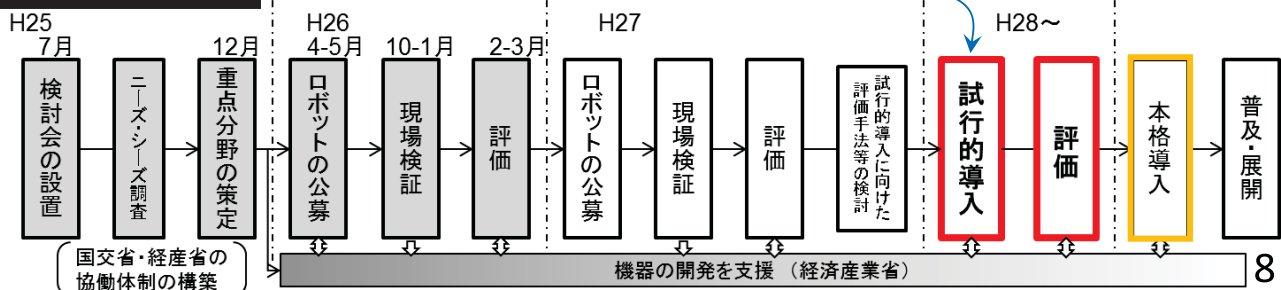 H25
H26
H27
H28～
7月
12月
4-5月
10-1月
2-3月
検討会の設置
ニーズ・シーズ調査
重点分野の策定
ロボットの公募
現場検証
評価
ロボットの公募
現場検証
評価
試行的導入に向けた
評価手法等の検討
試行的導入
評価
本格導入
普及・展開
国交省・経産省の
協働体制の構築
機器の開発を支援 （経済産業省）
8